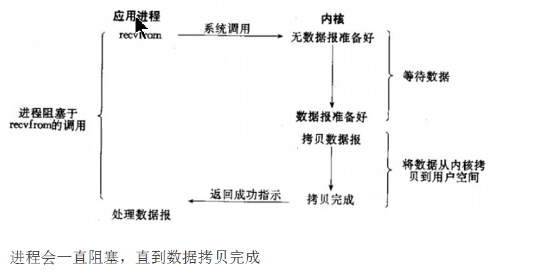 应用进程
内核
recvfrom
系统调用
无数据报准备好
等待数据
数据报准备好
进程阻塞于
recvfrom的调用
拷贝数据报
将数据从内核拷
贝到用户空间
返回成功指示
拷贝完成
处理数据报
进程会一直阻塞，直到数据拷贝完成